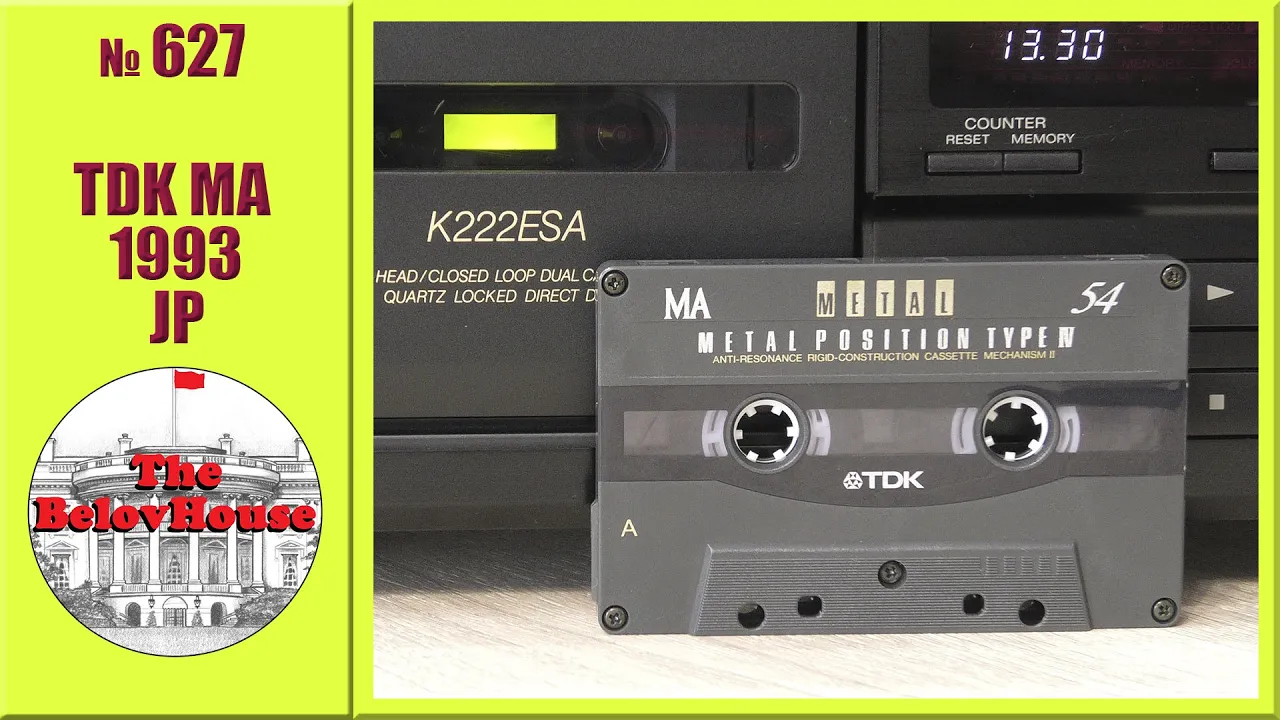 № 627
TDK MA
1993
JP
The
BelovHouse
13.30
COUNTER
RESET MEMORY
K222ESA
HEAD/CLOSED LOOP DUAL CA
QUARTZ LOCKED DIRECT D
MA METAL 54
METAL POSITION TYPE IV
ANTI-RESONANCE RIGID-CONSTRUCTION CASSETTE MECHANISM II
TDK
A